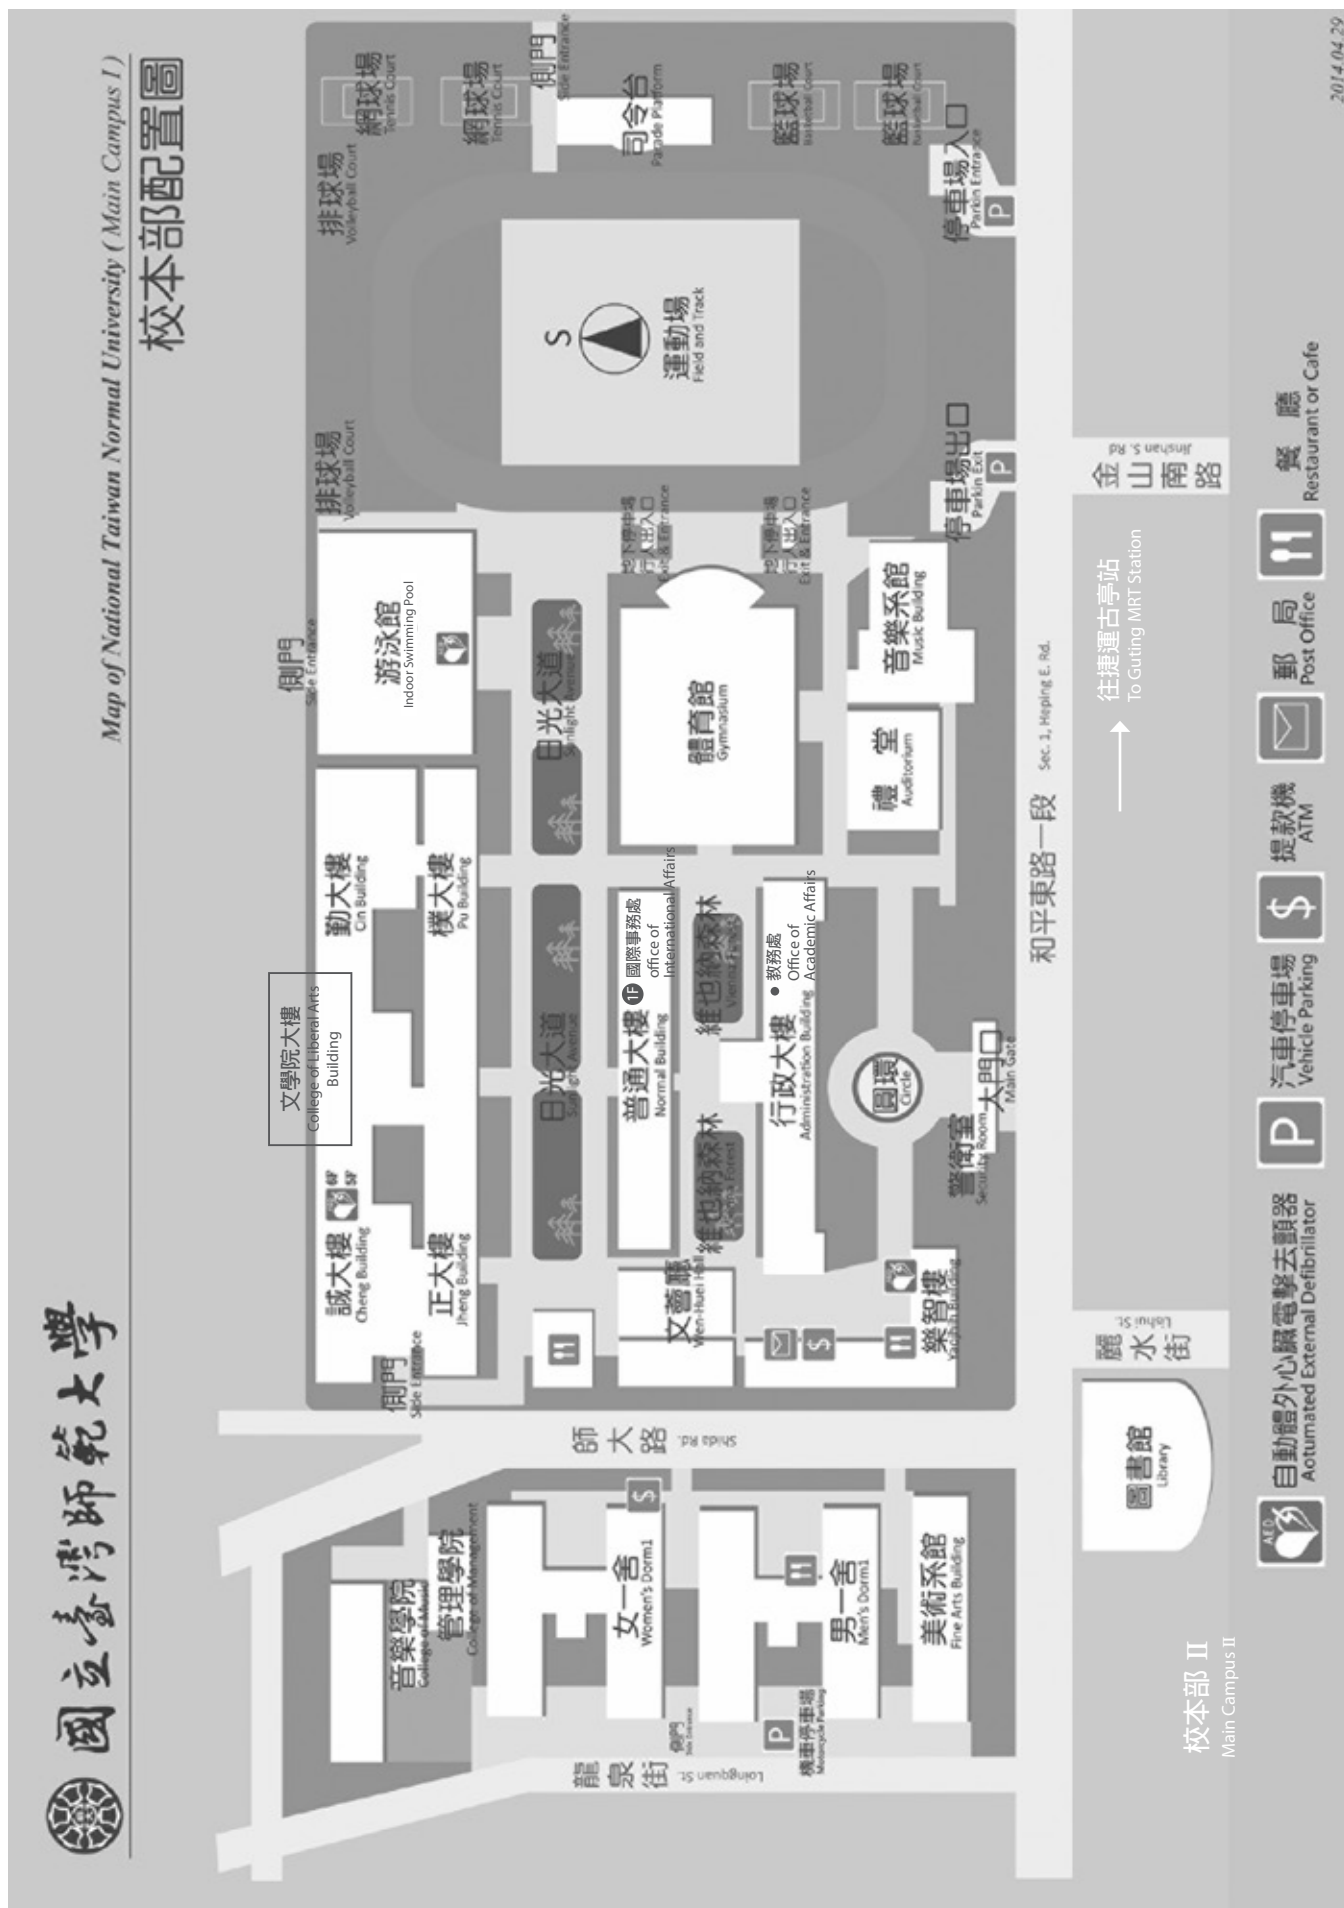 國立臺灣師範大學
Map of National Taiwan Normal University ( Main Campus I )
校本部配置圖
側門
Side Entrance
網球場
Tennis Court
網球場
Tennis Court
側門
Side Entrance
司令台
Parade Platform
籃球場
Basketball Court
籃球場
Basketball Court
排球場
Volleyball Court
停車場入口
Parkin Entrance
P
S
運動場
Field and Track
排球場
Volleyball Court
停車場出口
Parkin Exit
P
地下停車場
行人出入口
Exit & Entrance
地下停車場
行人出入口
Exit & Entrance
游泳館
Indoor Swimming Pool
日光大道
Sunlight Avenue
體育館
Gymnasium
音樂系館
Music Building
禮堂
Auditorium
勤大樓
Cin Building
樸大樓
Pu Building
文學院大樓
College of Liberal Arts
Building
誠大樓
Cheng Building
6F
5F
正大樓
Jheng Building
側門
Side Entrance
日光大道
Sunlight Avenue
1F 國際事務處
office of
International Affairs
普通大樓
Normal Building
維也納森林
Vienna Forest
維也納森林
Vienna Forest
• 教務處
Office of
Academic Affairs
行政大樓
Administration Building
圓環
Circle
大門口
Main Gate
警衛室
Security Room
文薈廳
Wen-Huei Hall
$
樂智樓
Yaojhih Building
師大路
Shida Rd.
音樂學院
College of Music
管理學院
College of Management
女一舍
Women's Dorm1
$
男一舍
Men's Dorm1
美術系館
Fine Arts Building
側門
Side Entrance
P
機車停車場
Motorcycle Parking
龍泉街
Loingquan St.
和平東路一段 Sec. 1, Heping E. Rd.
金山南路
Jinshan S. Rd
往捷運古亭站
To Guting MRT Station
麗水街
Lishui St.
圖書館
Library
校本部 II
Main Campus II
AED
自動體外心臟電擊去顫器
Aotumated External Defibrillator
P
汽車停車場
Vehicle Parking
$
提款機
ATM
郵局
Post Office
餐廳
Restaurant or Cafe
2014.04.29